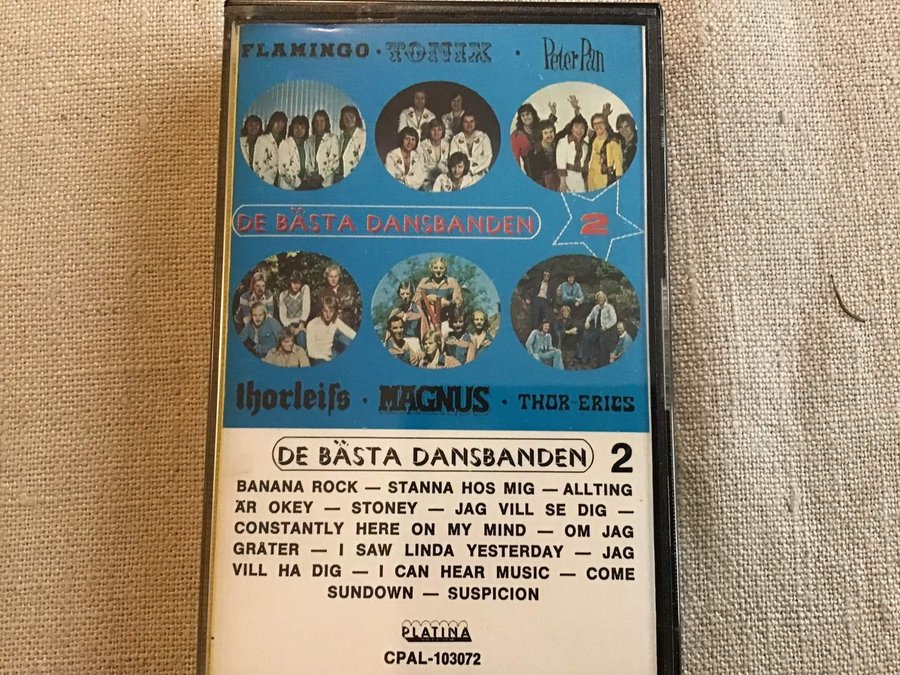 FLAMINGO · TONIX · Peter Pan
DE BÄSTA DANSBANDEN 2
thorleifs · MAGNUS · THOR-ERICS
DE BÄSTA DANSBANDEN 2
BANANA ROCK — STANNA HOS MIG — ALLTING
ÄR OKEY — STONEY — JAG VILL SE DIG —
CONSTANTLY HERE ON MY MIND — OM JAG
GRÅTER — I SAW LINDA YESTERDAY — JAG
VILL HA DIG — I CAN HEAR MUSIC — COME
SUNDOWN — SUSPICION
PLATINA
CPAL-103072